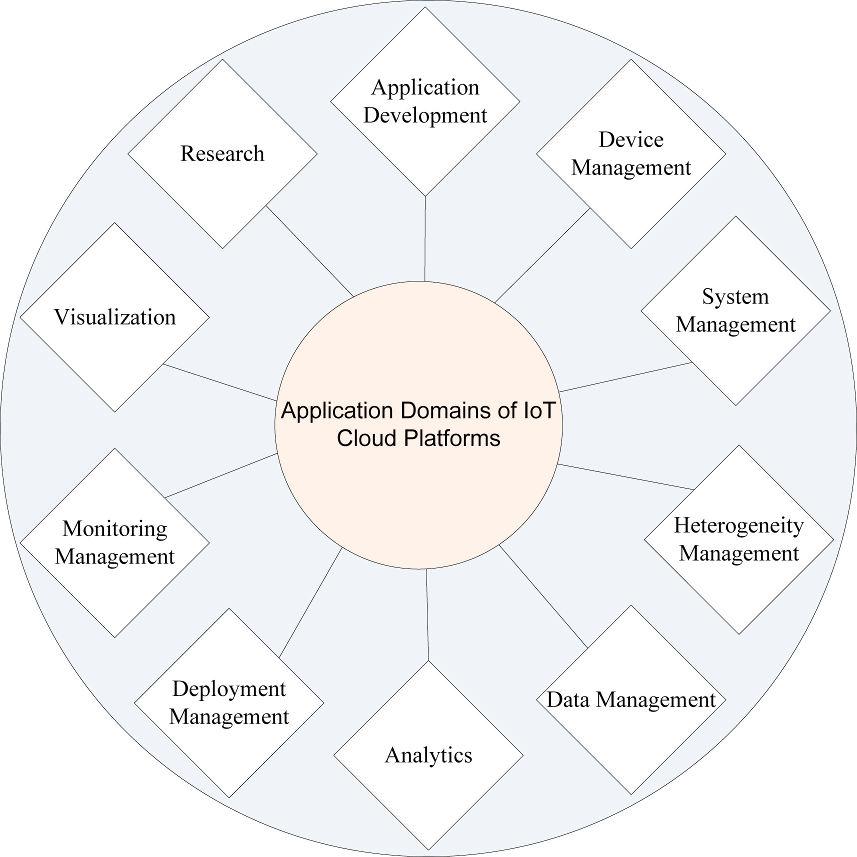 Application
Development
Research
Device
Management
System
Management
Visualization
Application Domains of IoT
Cloud Platforms
Heterogeneity
Management
Monitoring
Management
Deployment
Management
Data Management
Analytics